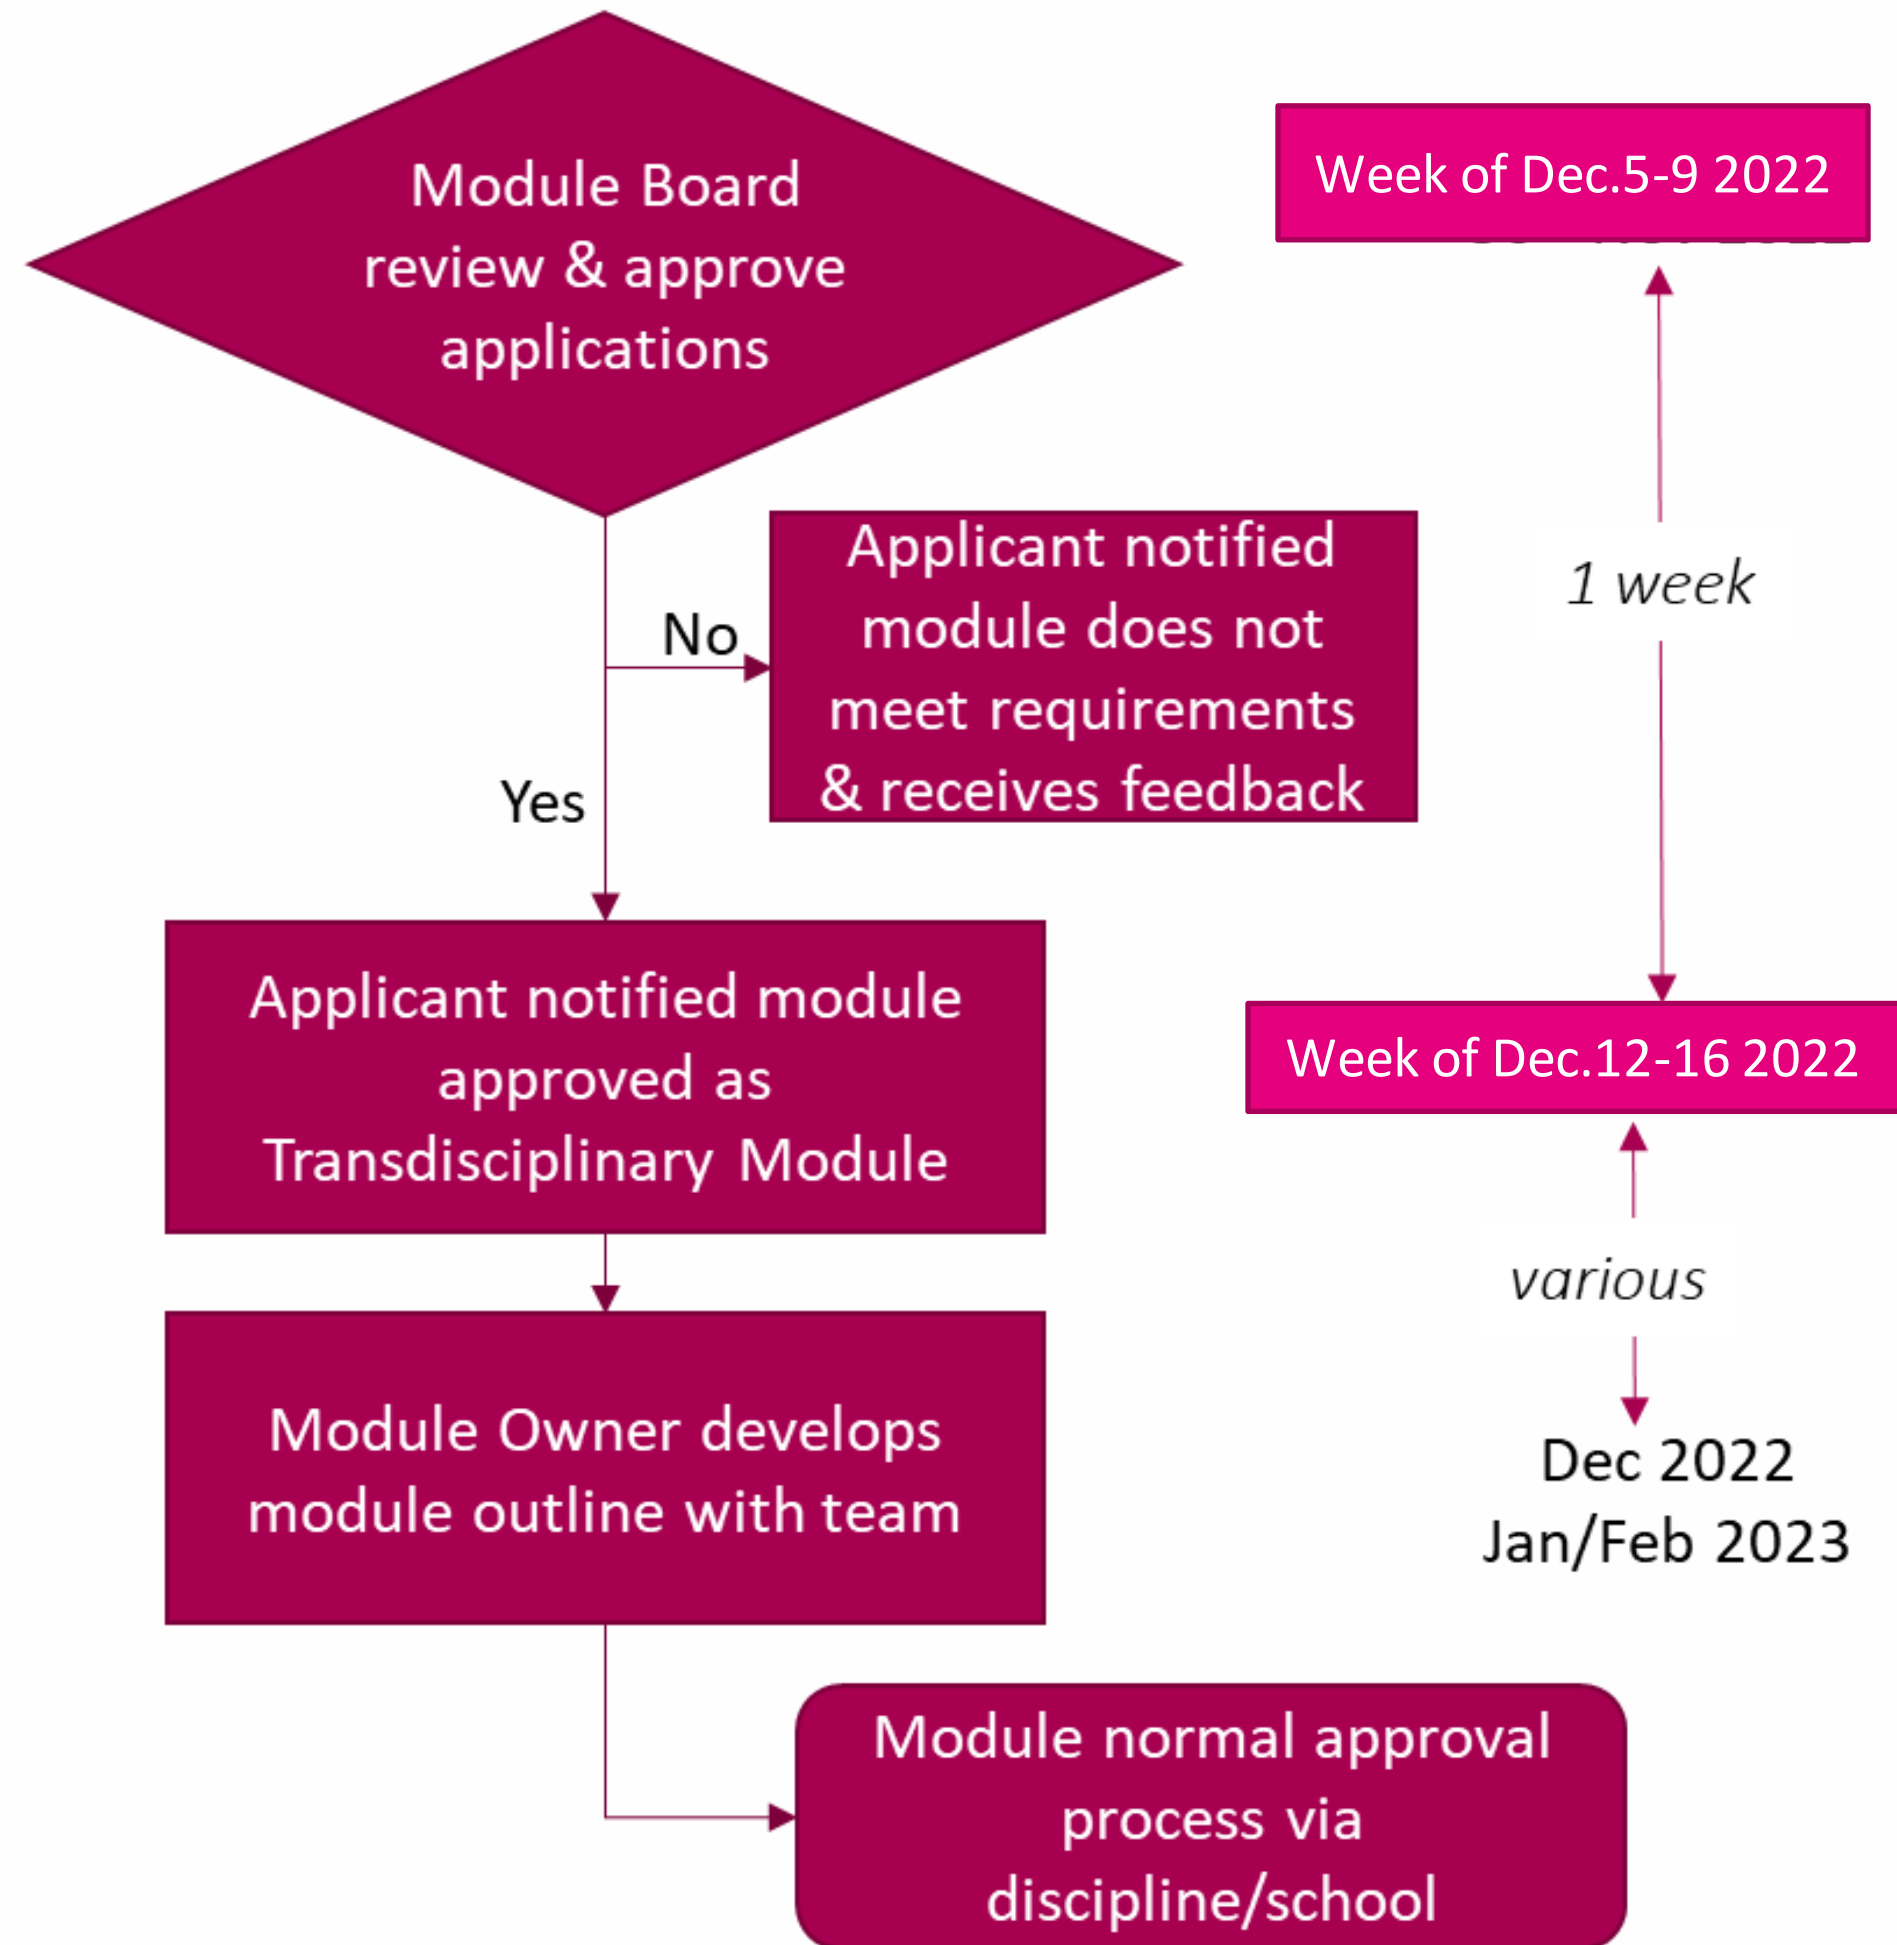 Module Board
review & approve
applications
Week of Dec.5-9 2022
No
Applicant notified
module does not
meet requirements
& receives feedback
1 week
Yes
Applicant notified module
approved as
Transdisciplinary Module
Week of Dec.12-16 2022
various
Module Owner develops
module outline with team
Dec 2022
Jan/Feb 2023
Module normal approval
process via
discipline/school